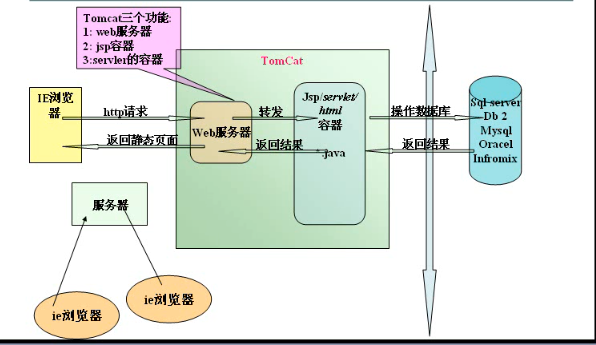 Tomcat三个功能:
1: web服务器
2: jsp容器
3:servler的容器
TomCat
IE浏览
器
http请求
返回静态页面
Web服务器
转发
返回结果
Jsp/servlet/
html
容器
.java
操作数据库
返回结果
Sql server
Db 2
Mysql
Oracel
Infromix
服务器
ie浏览器
ie浏览器